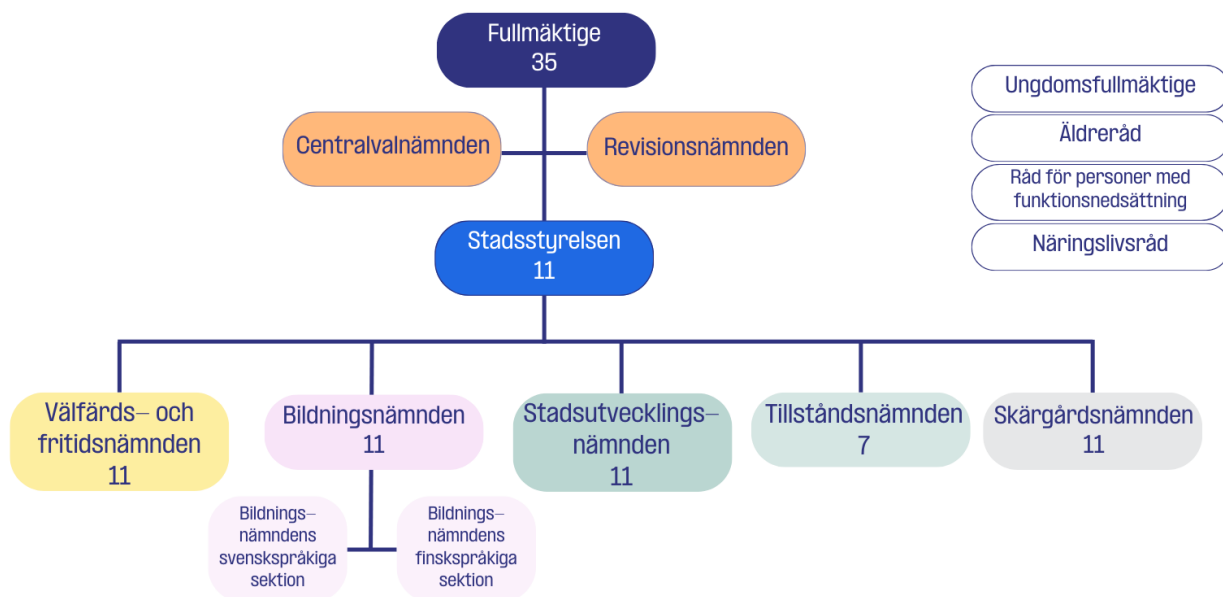 Fullmäktige
35
Centralvalnämnden
Revisionsnämnden
Stadsstyrelsen
11
Ungdomsfullmäktige
Äldreråd
Råd för personer med
funktionsnedsättning
Näringslivsråd
Välfärds- och
fritidsnämnden
11
Bildningsnämnden
11
Stadsutvecklings-
nämnden
11
Tillståndsnämnden
7
Skärgårdsnämnden
11
Bildnings-
nämndens
svenskspråkiga
sektion
Bildnings-
nämndens
finskspråkiga
sektion